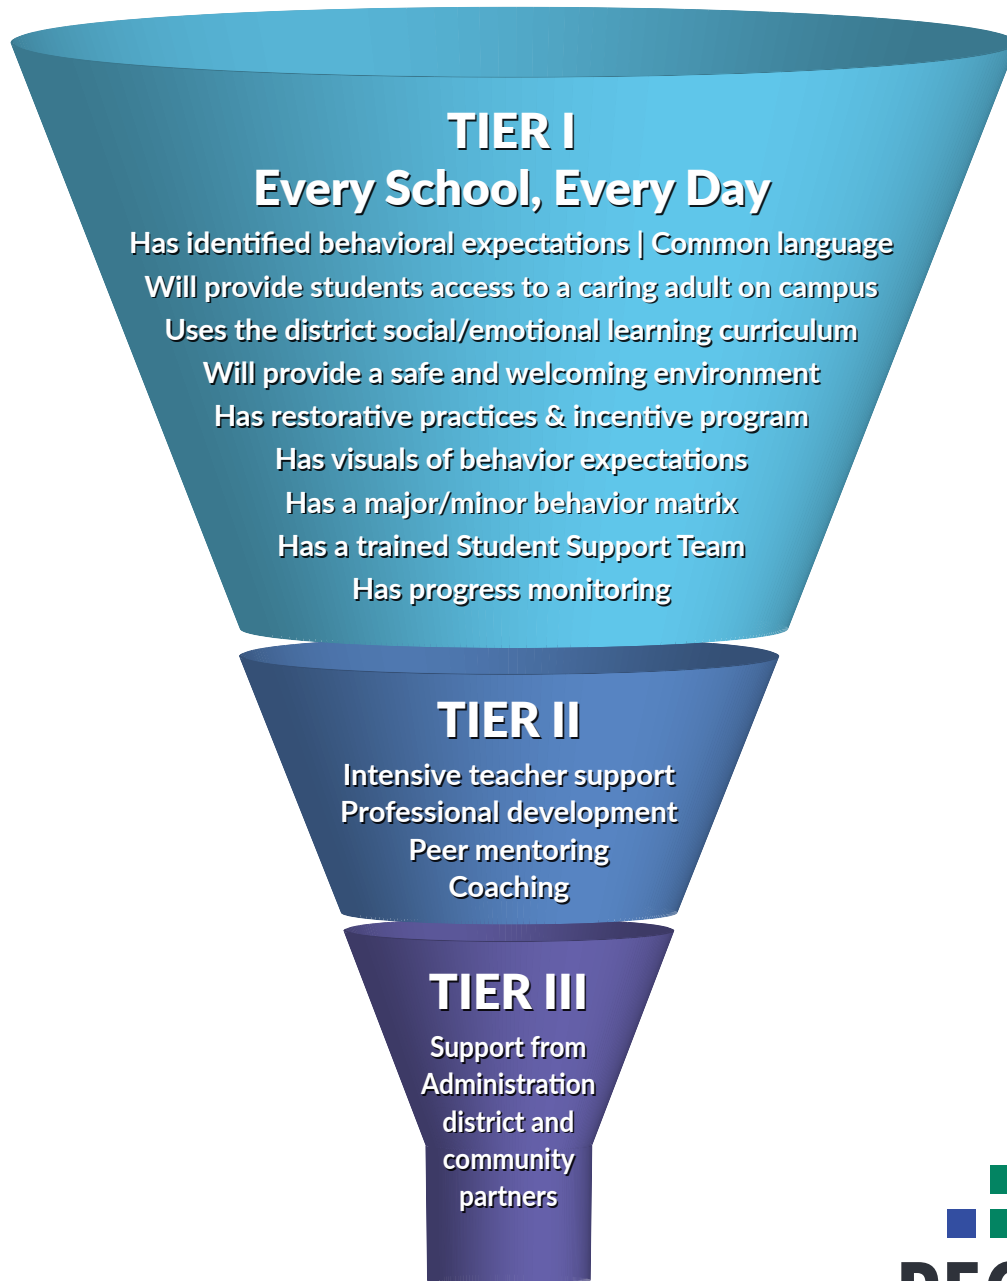 TIER I
Every School, Every Day
Has identified behavioral expectations | Common language
Will provide students access to a caring adult on campus
Uses the district social/emotional learning curriculum
Will provide a safe and welcoming environment
Has restorative practices & incentive program
Has visuals of behavior expectations
Has a major/minor behavior matrix
Has a trained Student Support Team
Has progress monitoring
TIER II
Intensive teacher support
Professional development
Peer mentoring
Coaching
TIER III
Support from
Administration
district and
community
partners